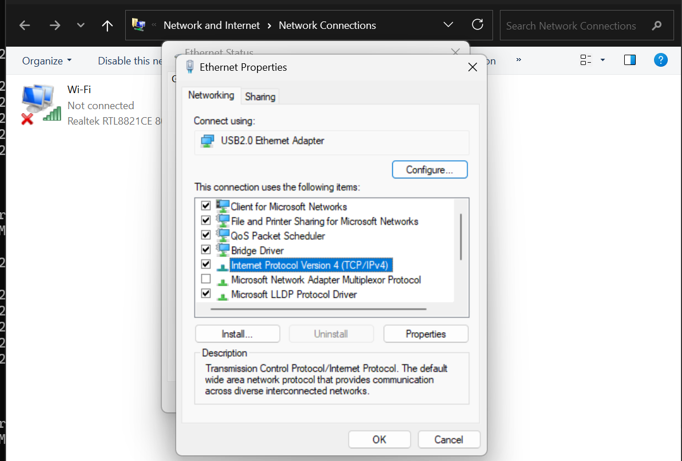 Network and Internet › Network Connections
Search Network Connections
Ethernet Status
Organize
Disable this ne
on
»
Ethernet Properties
Wi-Fi
Not connected
Realtek RTL8821CE 8
Networking
Sharing
Connect using:
USB2.0 Ethernet Adapter
Configure...
This connection uses the following items:
Client for Microsoft Networks
File and Printer Sharing for Microsoft Networks
QoS Packet Scheduler
Bridge Driver
Internet Protocol Version 4 (TCP/IPv4)
Microsoft Network Adapter Multiplexor Protocol
Microsoft LLDP Protocol Driver
Install...
Uninstall
Properties
Description
Transmission Control Protocol/Internet Protocol. The default
wide area network protocol that provides communication
across diverse interconnected networks.
OK
Cancel